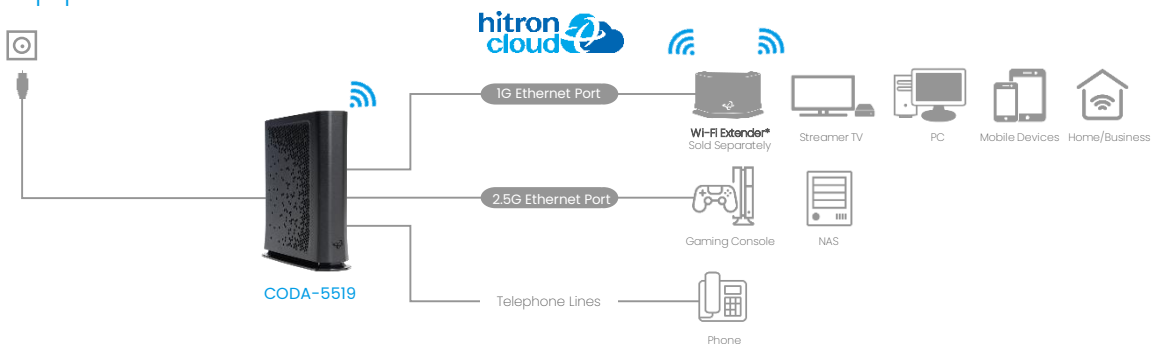 hitron
cloud
1G Ethernet Port
Wi-Fi Extender*
Sold Separately
Streamer TV
PC
Mobile Devices
Home/Business
2.5G Ethernet Port
Gaming Console
NAS
CODA-5519
Telephone Lines
Phone